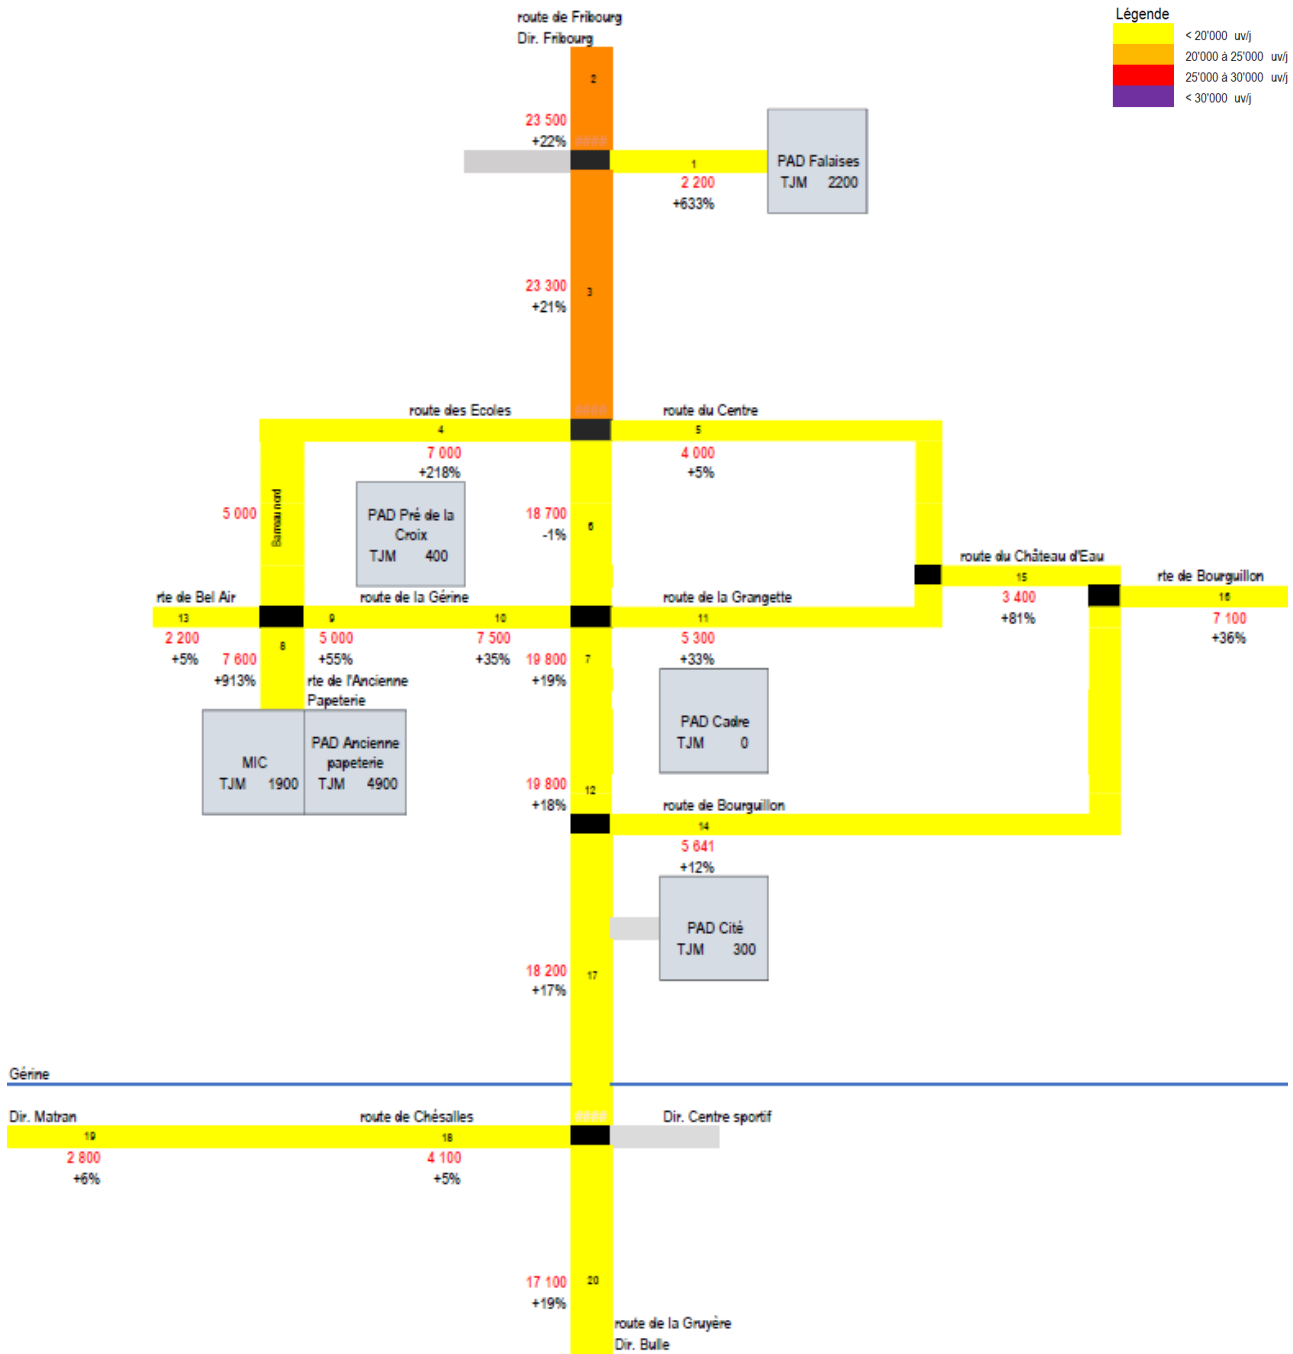 route de Fribourg
Dir. Fribourg
Légende
< 20'000 uv/j
20'000 à 25'000 uv/j
25'000 à 30'000 uv/j
< 30'000 uv/j
2
23 500
+22%
####
1
2 200
+633%
PAD Falaises
TJM 2200
23 300
+21%
3
####
route des Ecoles
route du Centre
4
5
7 000
+218%
4 000
+5%
Barreau nord
5 000
PAD Pré de la
Croix
TJM 400
18 700
-1%
6
route du Château d'Eau
15
3 400
+81%
rte de Bourguillon
16
7 100
+36%
rte de Bel Air
route de la Gérine
route de la Grangette
13
9
10
11
2 200
+5%
7 600
+913%
8
5 000
+55%
7 500
+35%
19 800
+19%
7
5 300
+33%
rte de l'Ancienne
Papeterie
MIC
TJM 1900
PAD Ancienne
papeterie
TJM 4900
PAD Cadre
TJM 0
19 800
+18%
12
route de Bourguillon
14
5 641
+12%
PAD Cité
TJM 300
18 200
+17%
17
Gérine
Dir. Matran
route de Chésalles
####
Dir. Centre sportif
19
18
2 800
+6%
4 100
+5%
17 100
+19%
20
route de la Gruyère
Dir. Bulle